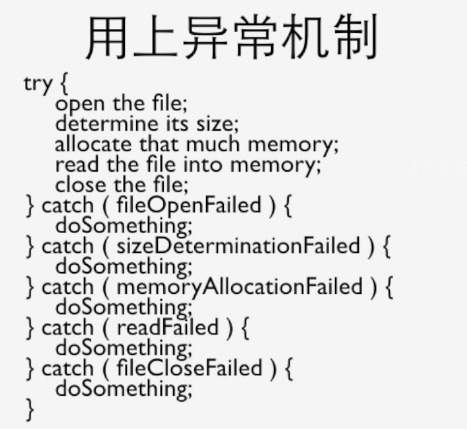 用上异常机制
try {
open the file;
determine its size;
allocate that much memory;
read the file into memory;
close the file;
} catch ( fileOpenFailed ) {
doSomething;
} catch ( sizeDeterminationFailed ) {
doSomething;
} catch ( memoryAllocationFailed ) {
doSomething;
} catch ( readFailed ) {
doSomething;
} catch ( fileCloseFailed ) {
doSomething;
}